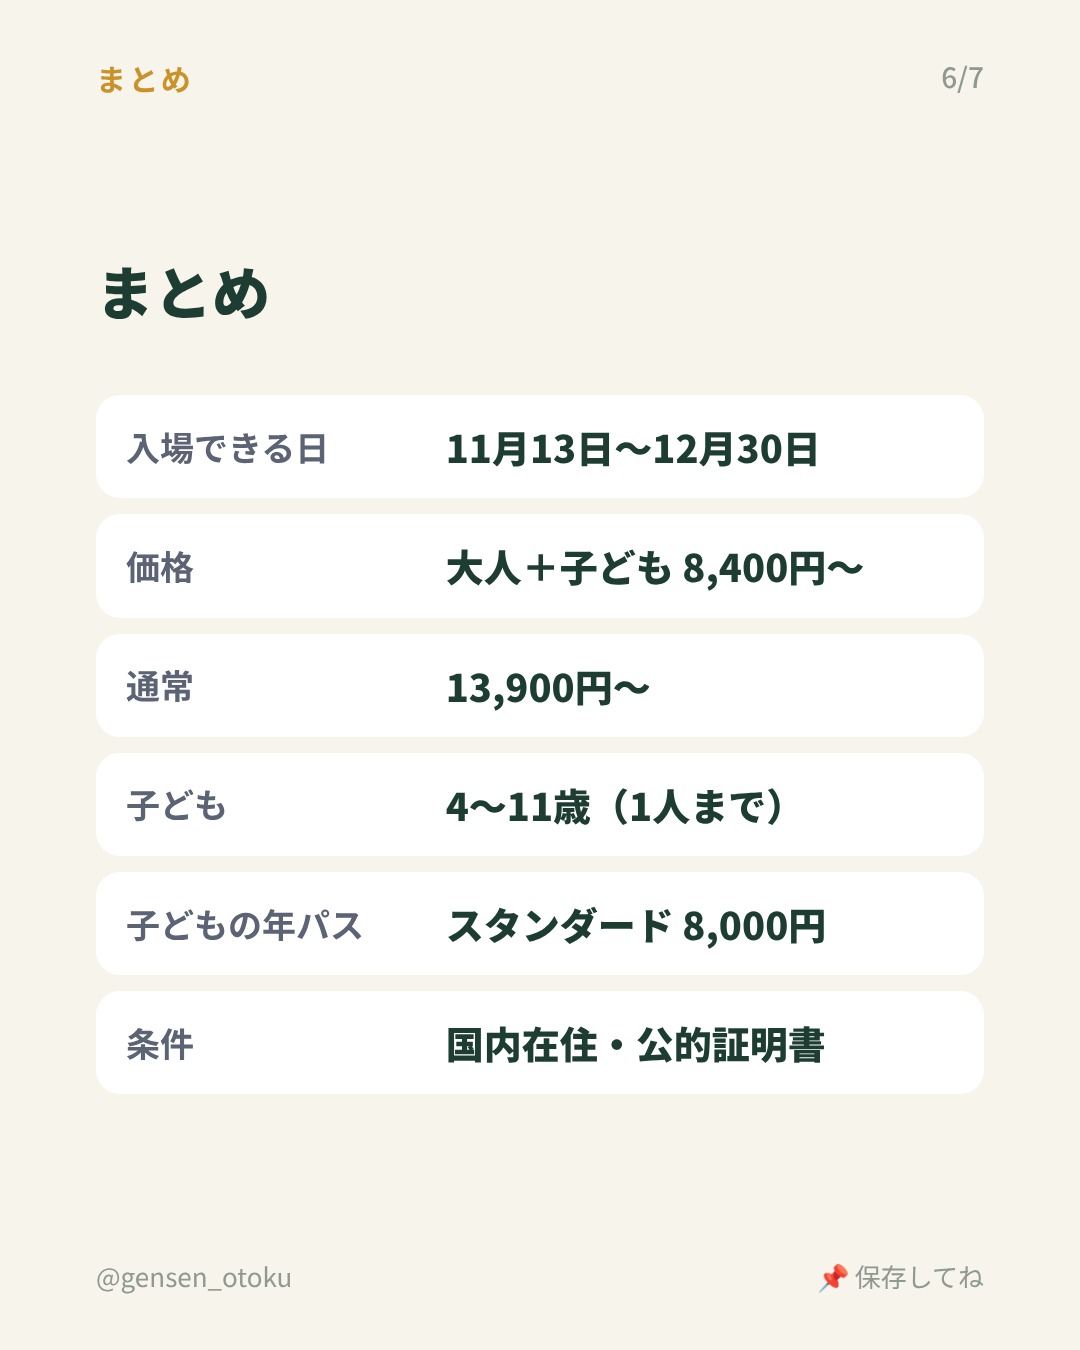 まとめ 6/7
まとめ
入場できる日 11月13日〜12月30日
価格 大人＋子ども 8,400円〜
通常 13,900円〜
子ども 4〜11歳（1人まで）
子どもの年パス スタンダード 8,000円
条件 国内在住・公的証明書
@gensen_otoku 📌 保存してね